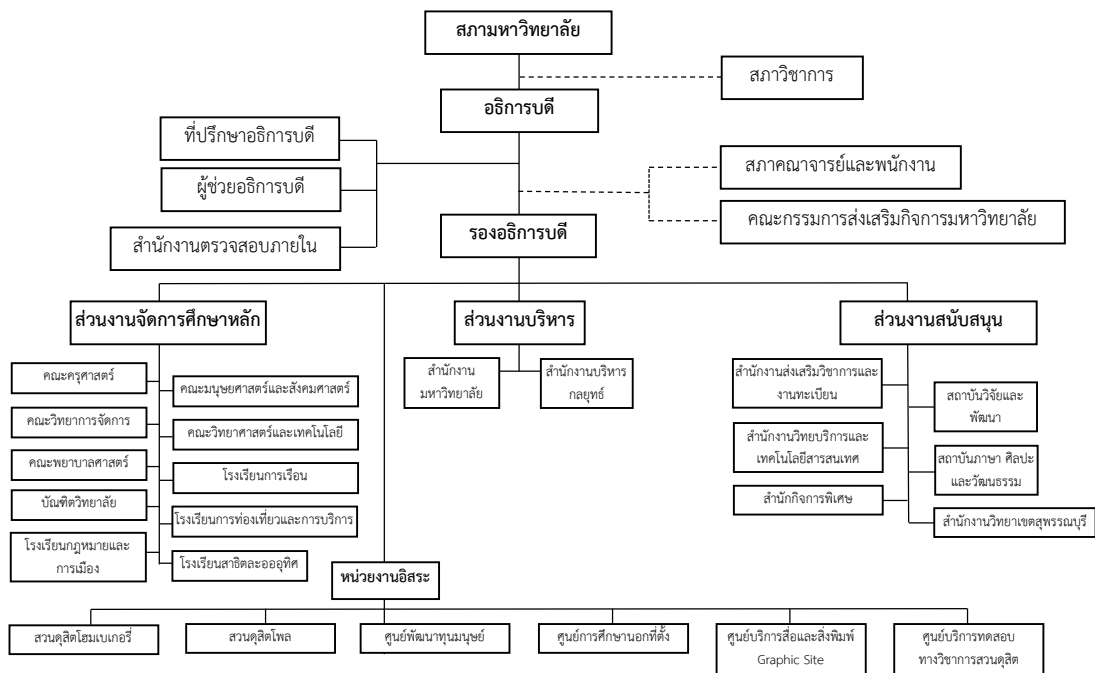 สภามหาวิทยาลัย
สภาวิชาการ
อธิการบดี
ที่ปรึกษาอธิการบดี
สภาคณาจารย์และพนักงาน
ผู้ช่วยอธิการบดี
คณะกรรมการส่งเสริมกิจการมหาวิทยาลัย
รองอธิการบดี
สำนักงานตรวจสอบภายใน
ส่วนงานจัดการศึกษาหลัก
ส่วนงานบริหาร
ส่วนงานสนับสนุน
คณะครุศาสตร์
คณะมนุษยศาสตร์และสังคมศาสตร์
คณะวิทยาการจัดการ
คณะวิทยาศาสตร์และเทคโนโลยี
คณะพยาบาลศาสตร์
โรงเรียนการเรือน
บัณฑิตวิทยาลัย
โรงเรียนการท่องเที่ยวและการบริการ
โรงเรียนกฎหมายและ
การเมือง
โรงเรียนสาธิตละอออุทิศ
สำนักงาน
มหาวิทยาลัย
สำนักงานบริหาร
กลยุทธ์
สำนักงานส่งเสริมวิชาการและ
งานทะเบียน
สถาบันวิจัยและ
พัฒนา
สำนักงานวิทยบริการและ
เทคโนโลยีสารสนเทศ
สถาบันภาษา ศิลปะ
และวัฒนธรรม
สำนักกิจการพิเศษ
สำนักงานวิทยาเขตสุพรรณบุรี
หน่วยงานอิสระ
สวนดุสิตโฮมเบเกอรี่
สวนดุสิตโพล
ศูนย์พัฒนาทุนมนุษย์
ศูนย์การศึกษานอกที่ตั้ง
ศูนย์บริการสื่อและสิ่งพิมพ์
Graphic Site
ศูนย์บริการทดสอบ
ทางวิชาการสวนดุสิต